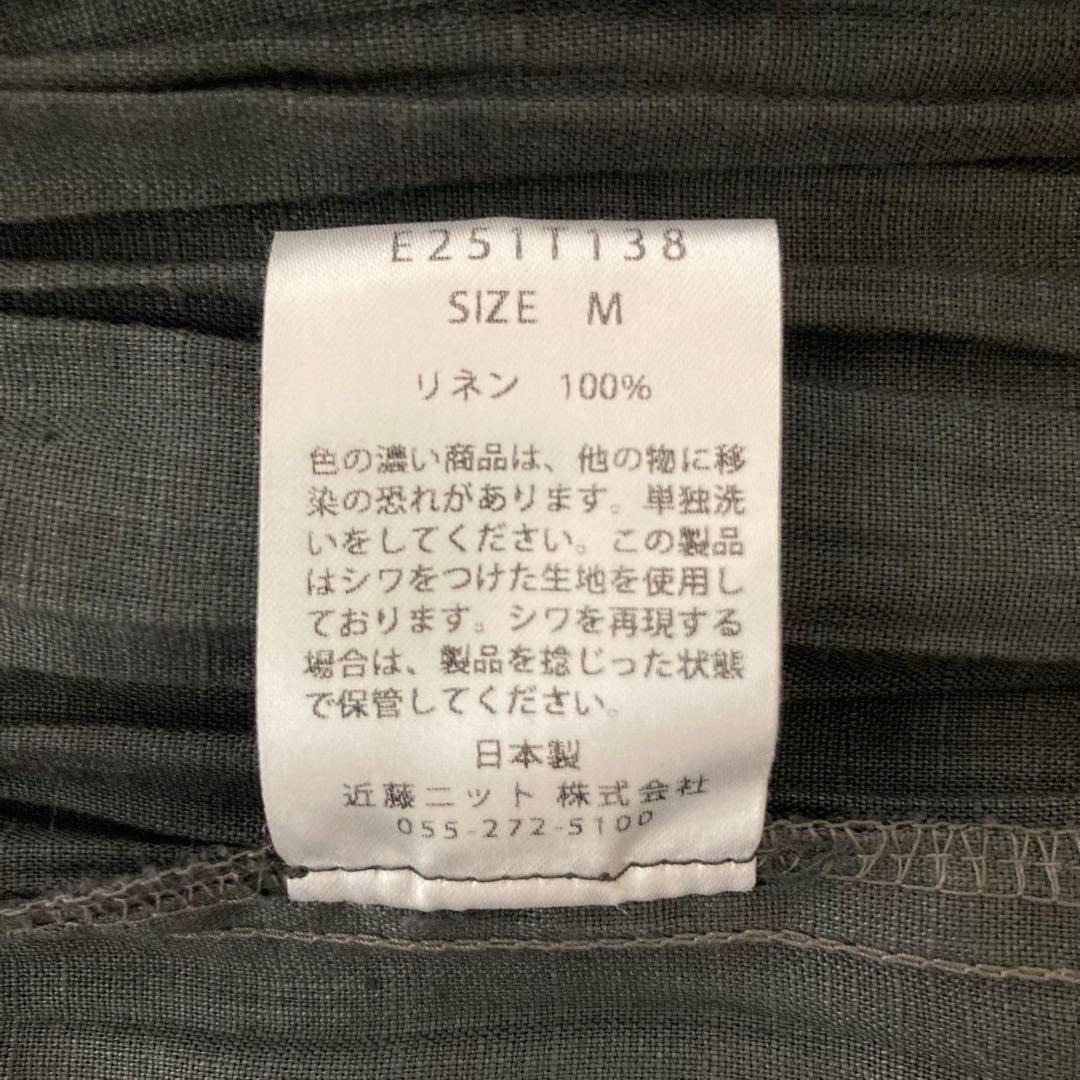 E251T138
SIZE M
リネン 100%
色の濃い商品は、他の物に移
染の恐れがあります。単独洗
いをしてください。この製品
はシワをつけた生地を使用し
ております。シワを再現する
場合は、製品を捻じった状態
で保管してください。
日本製
近藤ニット 株式会社
055-272-5100